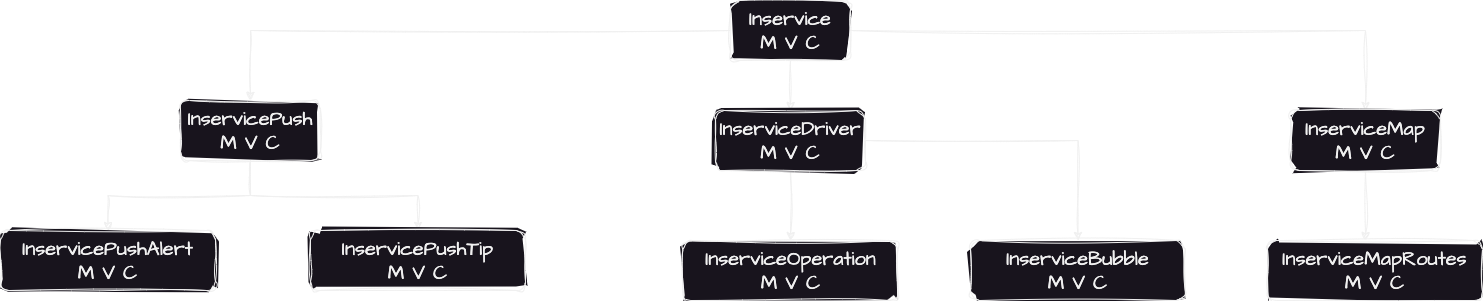 Inservice
M V C
InservicePush
M V C
InserviceDriver
M V C
InserviceMap
M V C
InservicePushAlert
M V C
InservicePushTip
M V C
InserviceOperation
M V C
InserviceBubble
M V C
InserviceMapRoutes
M V C